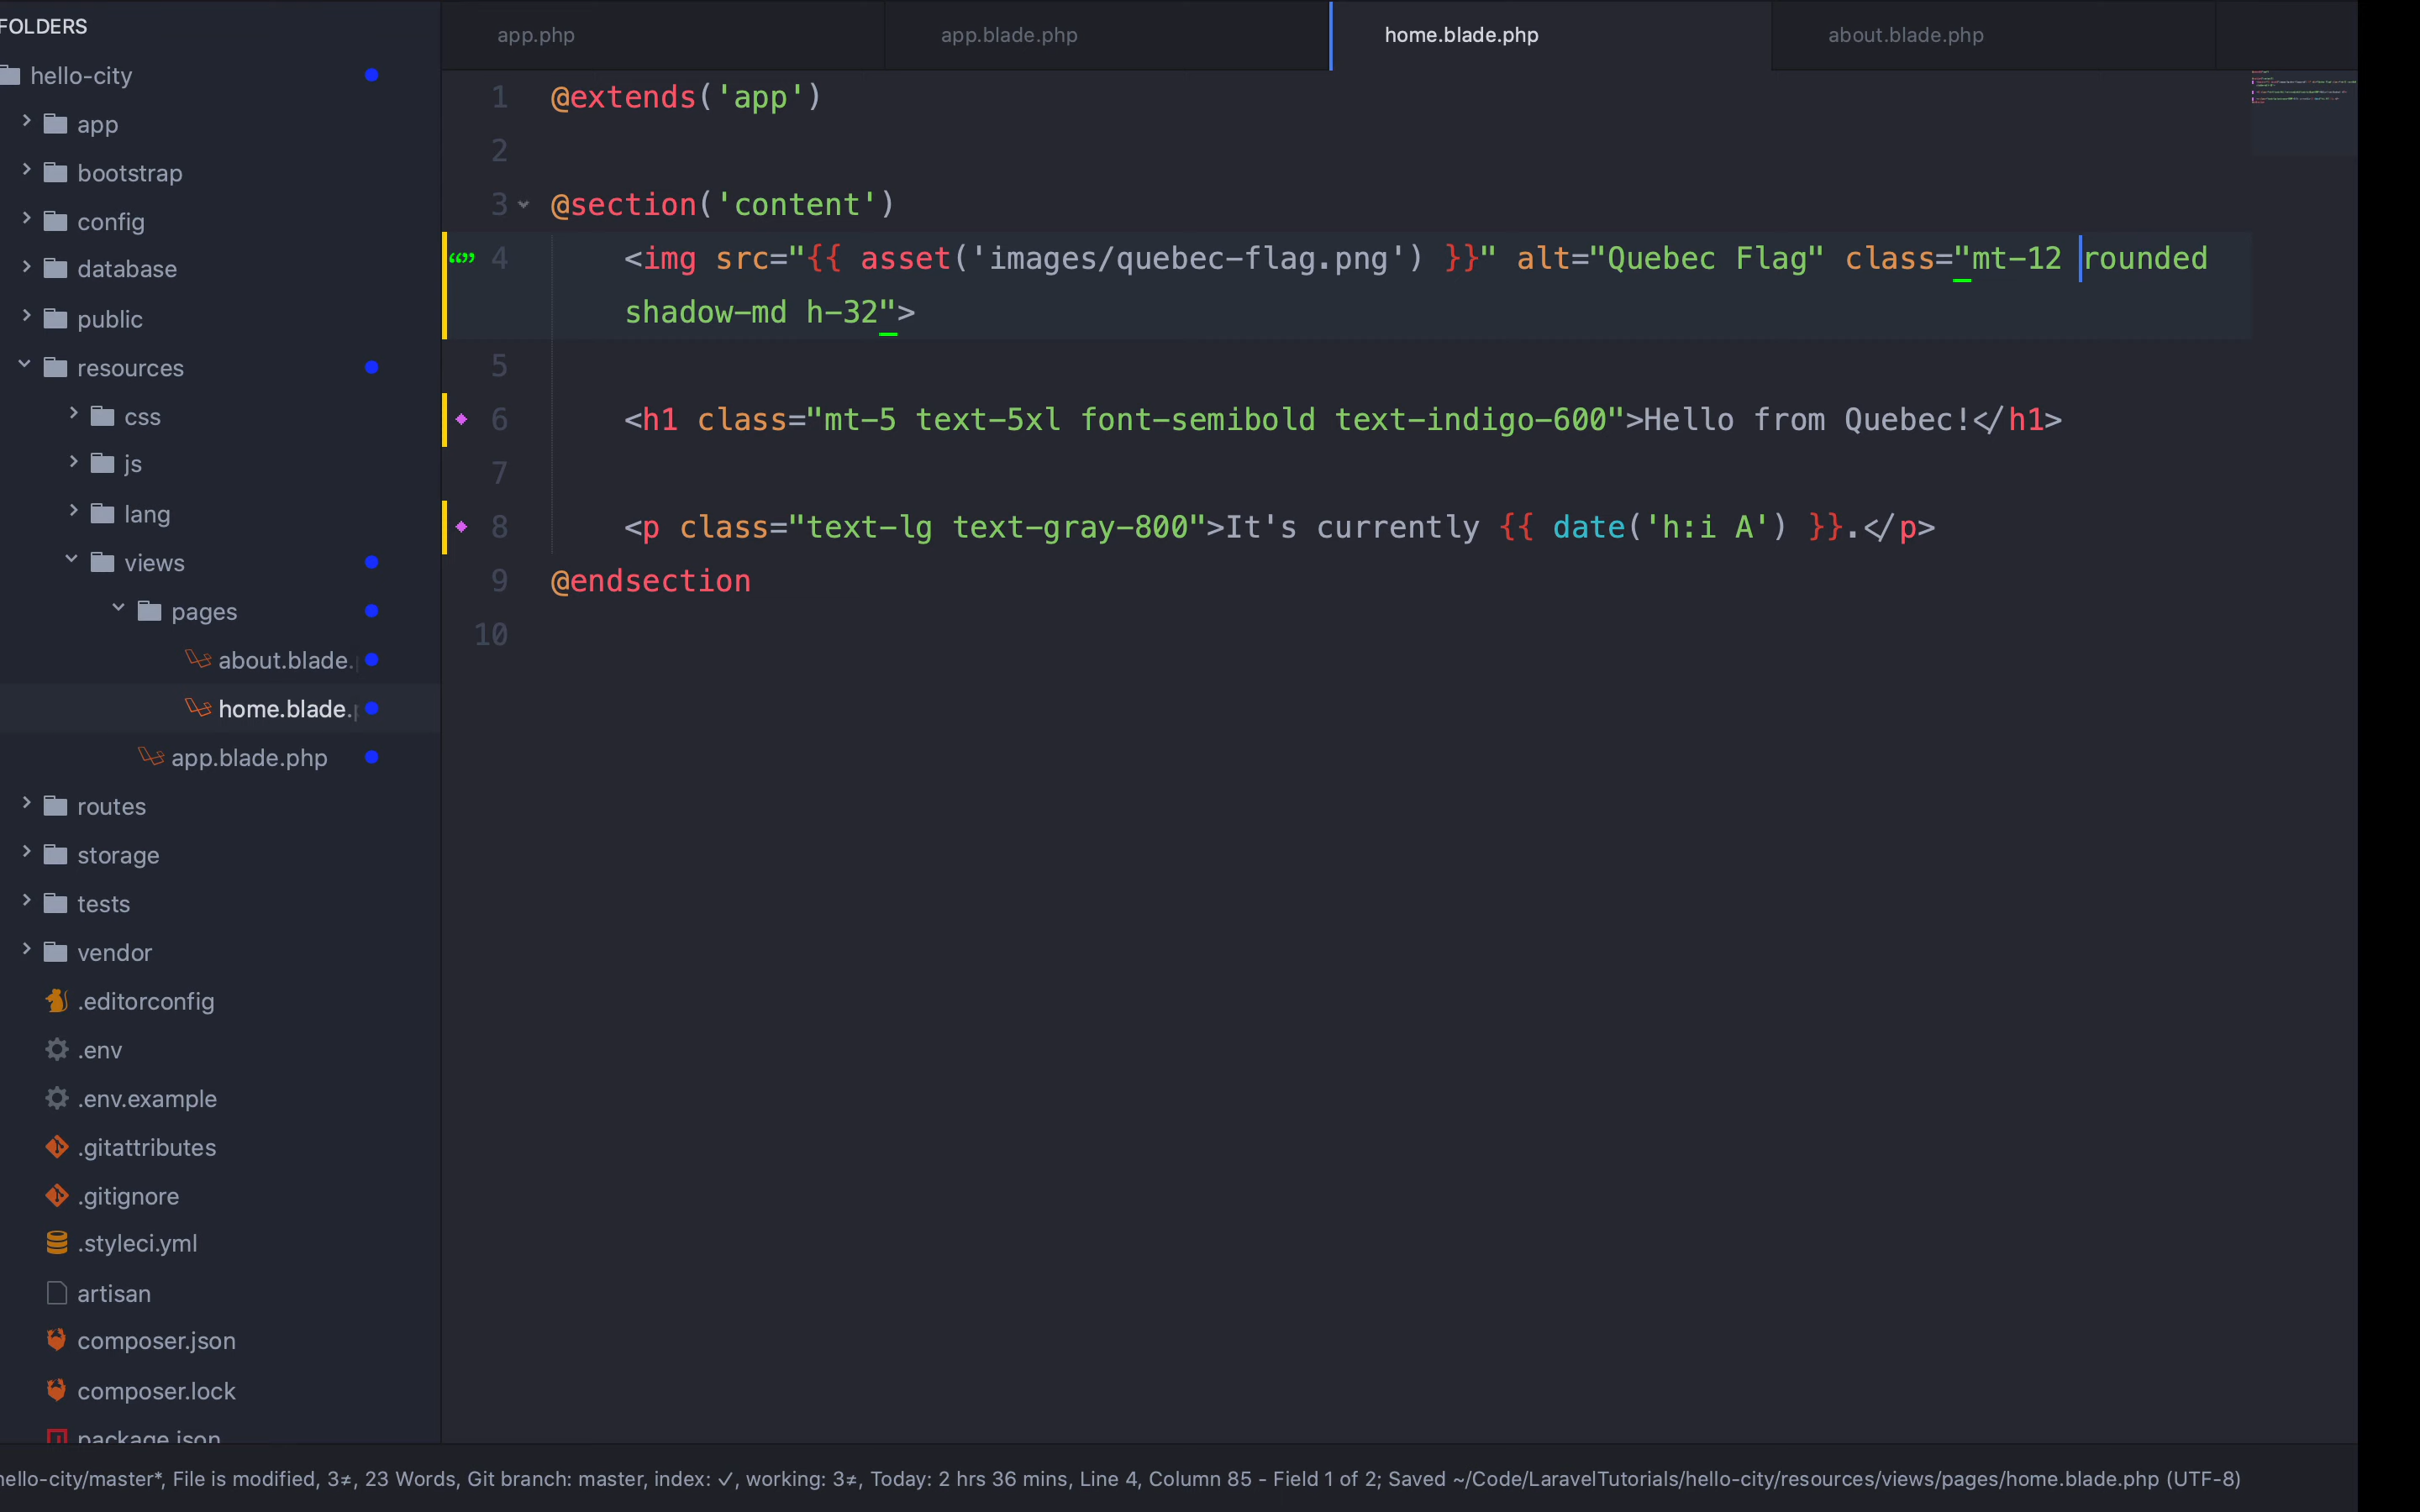 FOLDERS
hello-city
app
bootstrap
config
database
public
resources
css
js
lang
views
pages
about.blade.
home.blade.
app.blade.php
routes
storage
tests
vendor
.editorconfig
.env
.env.example
.gitattributes
.gitignore
.styleci.yml
artisan
composer.json
composer.lock
package.json
app.php
app.blade.php
home.blade.php
about.blade.php
1 @extends('app')
2
3 @section('content')
4 <img src="{{ asset('images/quebec-flag.png') }}" alt="Quebec Flag" class="mt-12 rounded
shadow-md h-32">
5
6 <h1 class="mt-5 text-5xl font-semibold text-indigo-600">Hello from Quebec!</h1>
7
8 <p class="text-lg text-gray-800">It's currently {{ date('h:i A') }}.</p>
9 @endsection
10
hello-city/master*, File is modified, 3≠, 23 Words, Git branch: master, index: ✓, working: 3≠, Today: 2 hrs 36 mins, Line 4, Column 85 - Field 1 of 2; Saved ~/Code/LaravelTutorials/hello-city/resources/views/pages/home.blade.php (UTF-8)